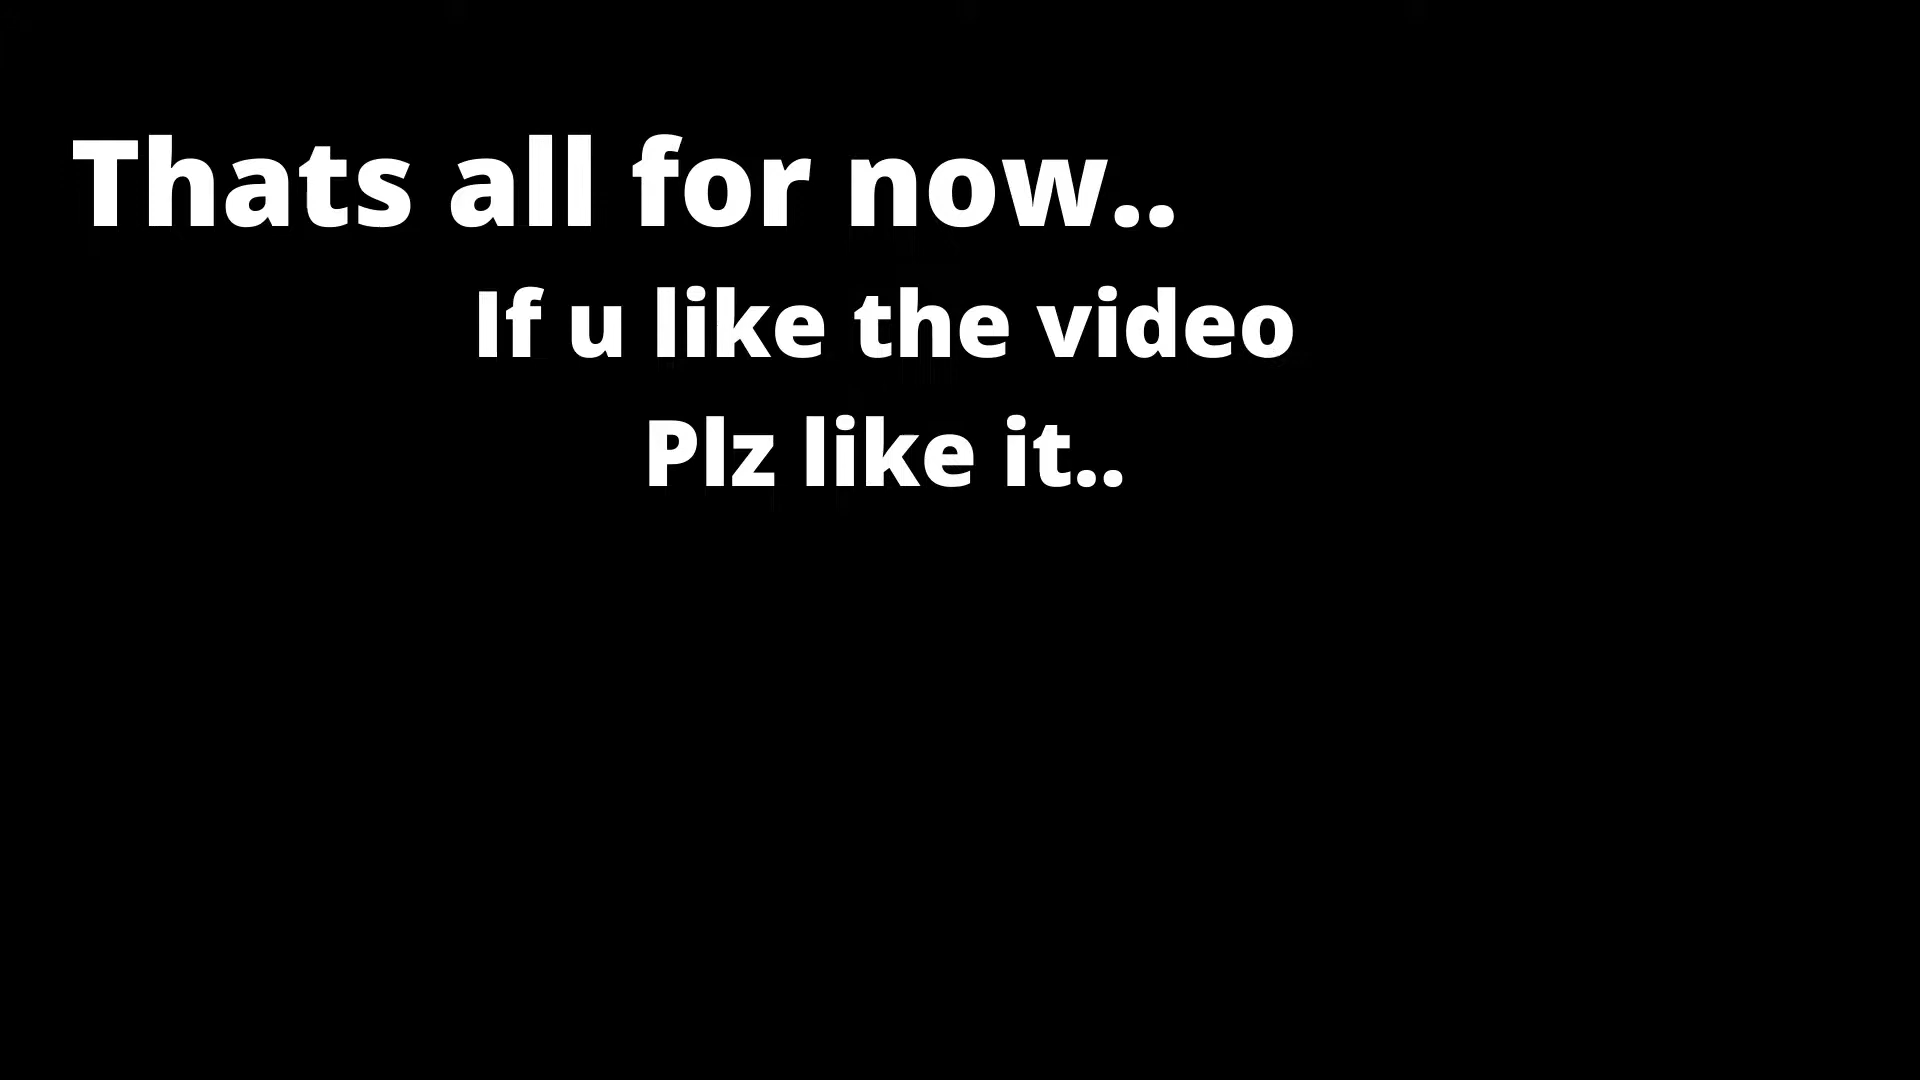 Thats all for now..
If u like the video
Plz like it..